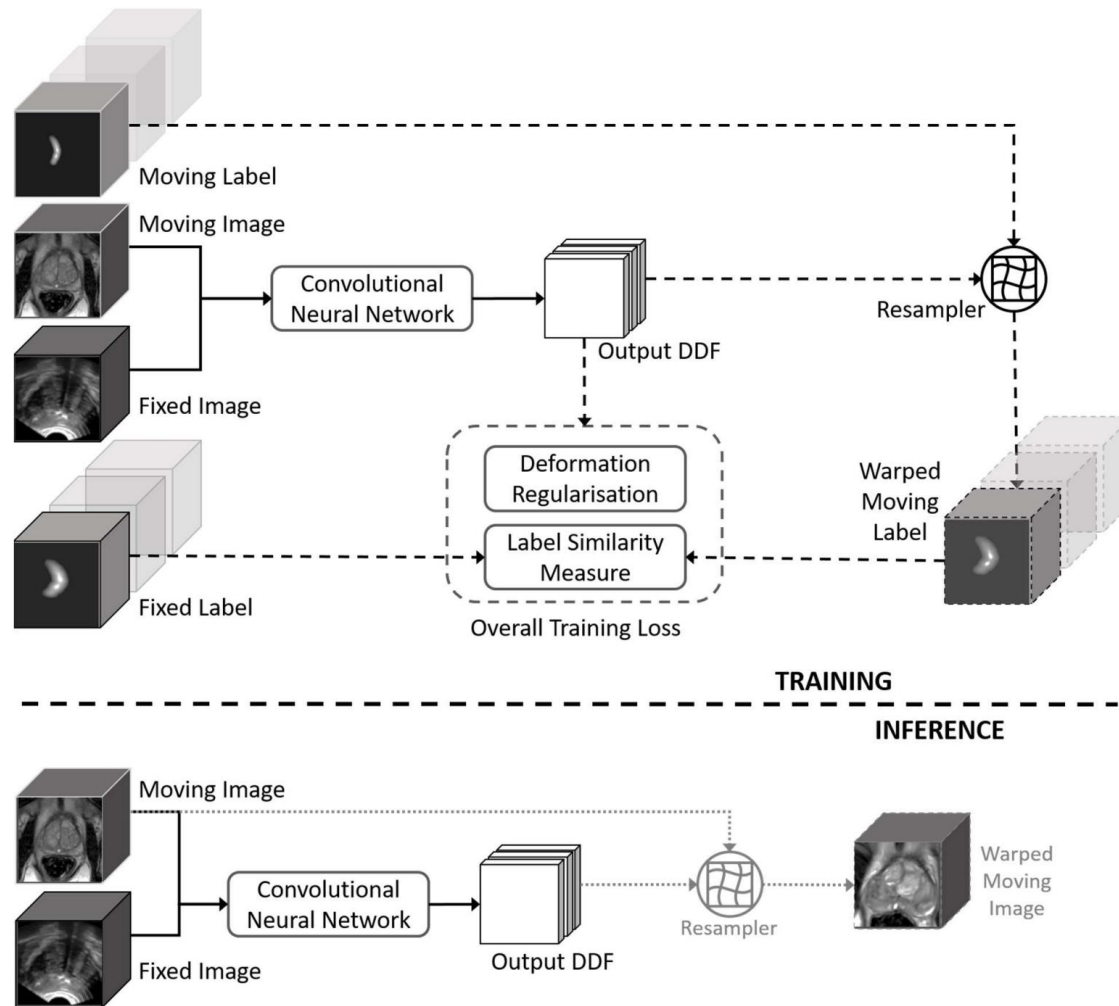 Moving Label
Moving Image
Convolutional
Neural Network
Output DDF
Resampler
Fixed Image
Deformation
Regularisation
Label Similarity
Measure
Overall Training Loss
Warped
Moving
Label
Fixed Label
TRAINING
INFERENCE
Moving Image
Convolutional
Neural Network
Output DDF
Resampler
Warped
Moving
Image
Fixed Image